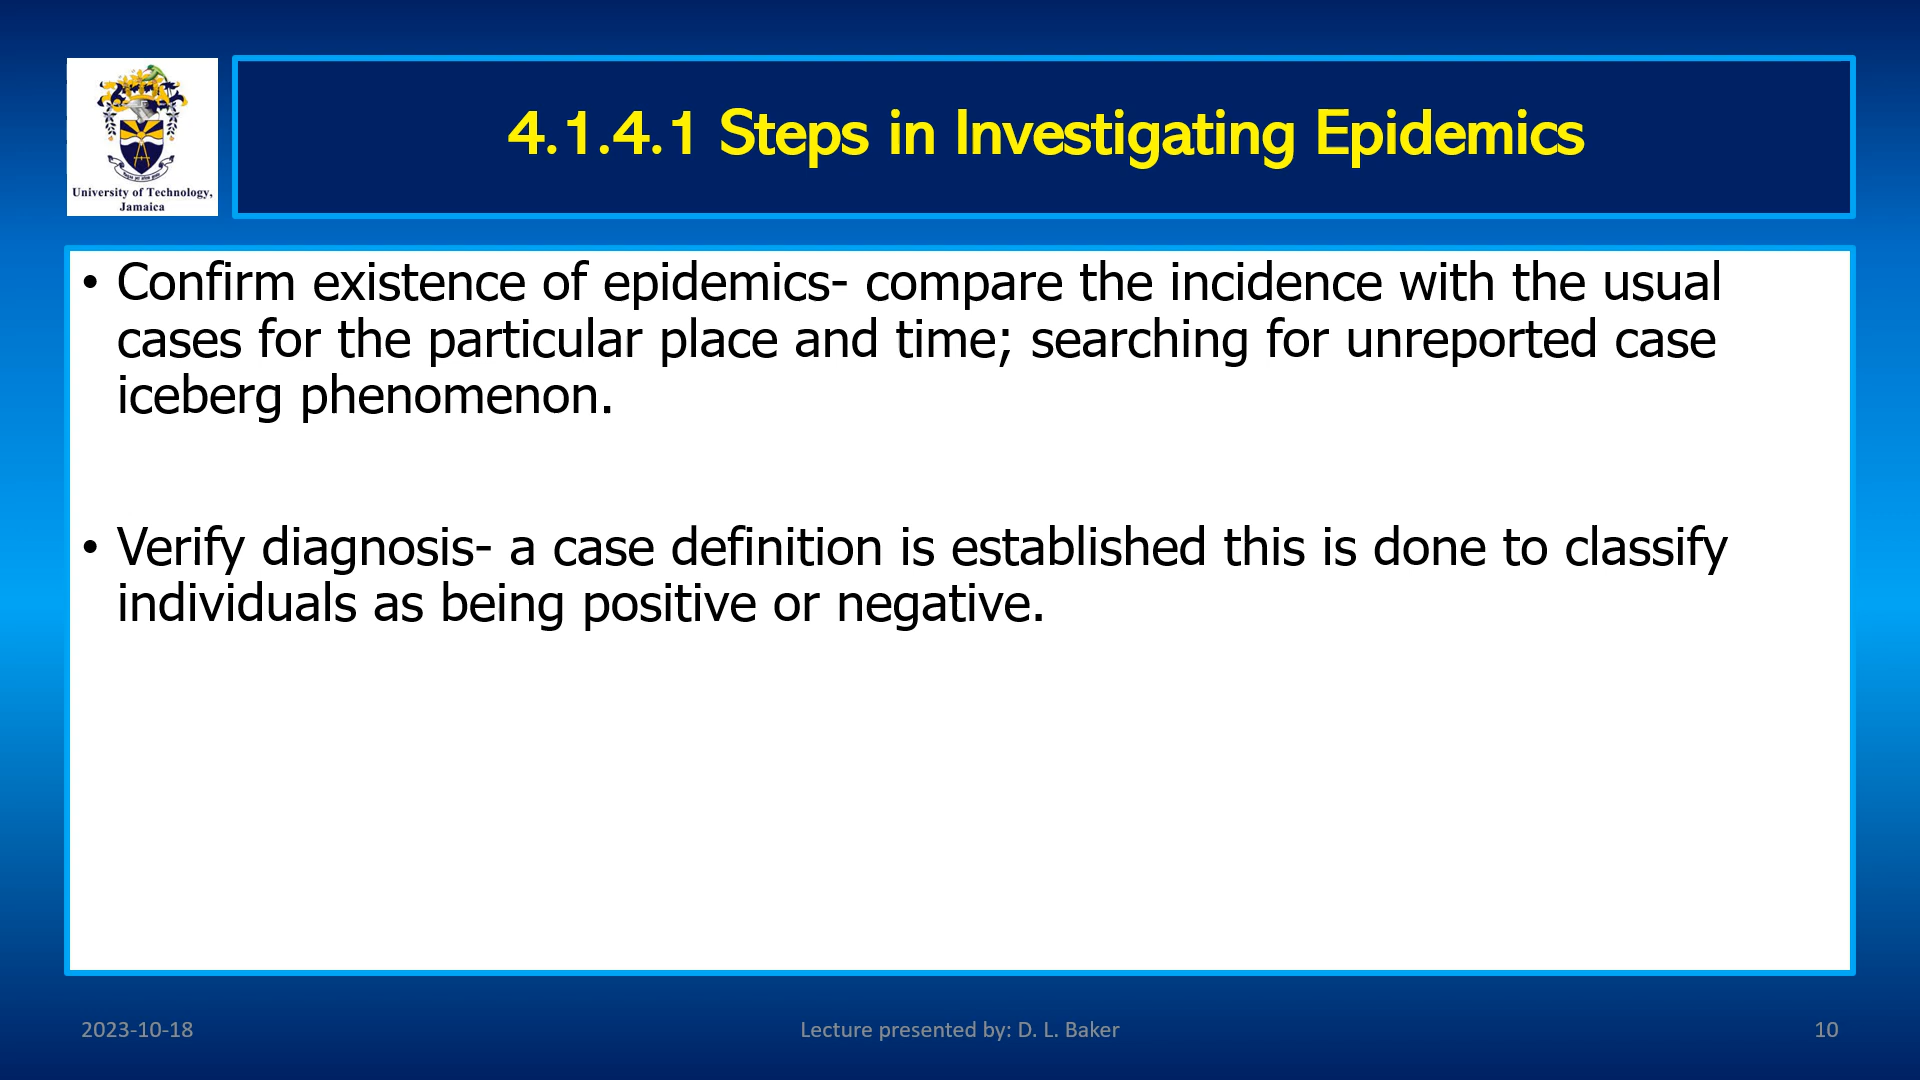 University of Technology,
Jamaica
4.1.4.1 Steps in Investigating Epidemics
• Confirm existence of epidemics- compare the incidence with the usual
cases for the particular place and time; searching for unreported case
iceberg phenomenon.
• Verify diagnosis- a case definition is established this is done to classify
individuals as being positive or negative.
2023-10-18
Lecture presented by: D. L. Baker
10